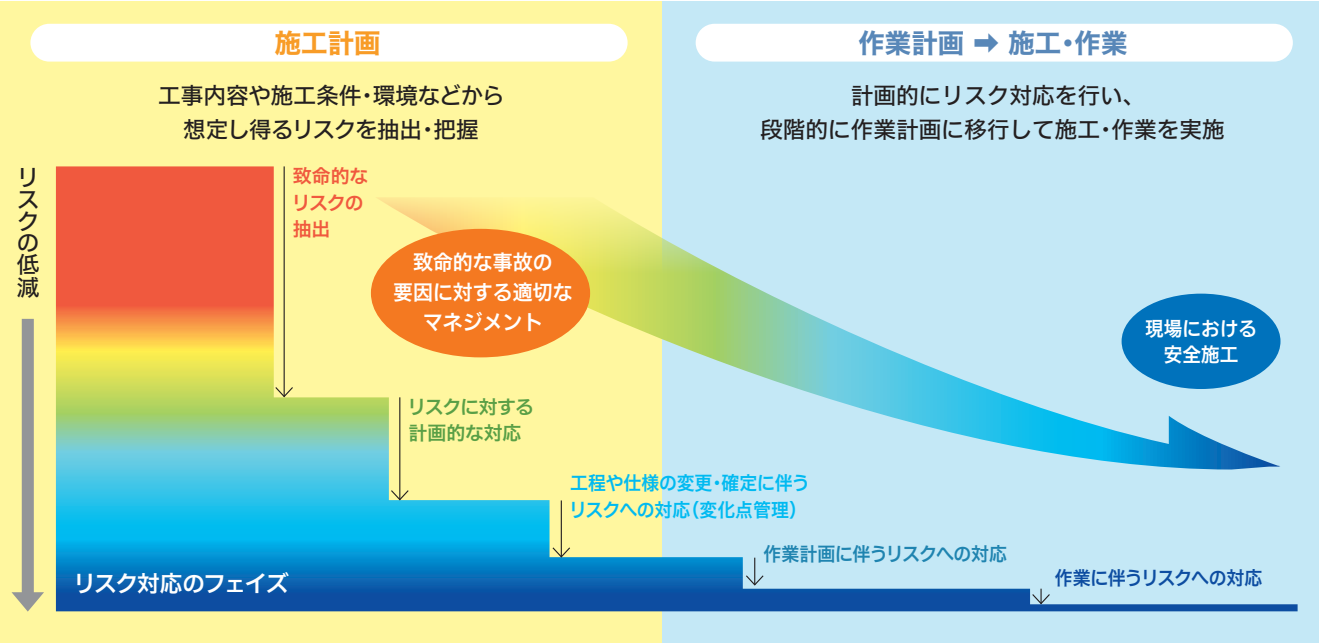 施工計画
工事内容や施工条件・環境などから
想定し得るリスクを抽出・把握
作業計画 ➡ 施工・作業
計画的にリスク対応を行い、
段階的に作業計画に移行して施工・作業を実施
リスクの低減
致命的な
リスクの
抽出
致命的な事故の
要因に対する適切な
マネジメント
現場における
安全施工
リスクに対する
計画的な対応
工程や仕様の変更・確定に伴う
リスクへの対応（変化点管理）
作業計画に伴うリスクへの対応
作業に伴うリスクへの対応
リスク対応のフェイズ